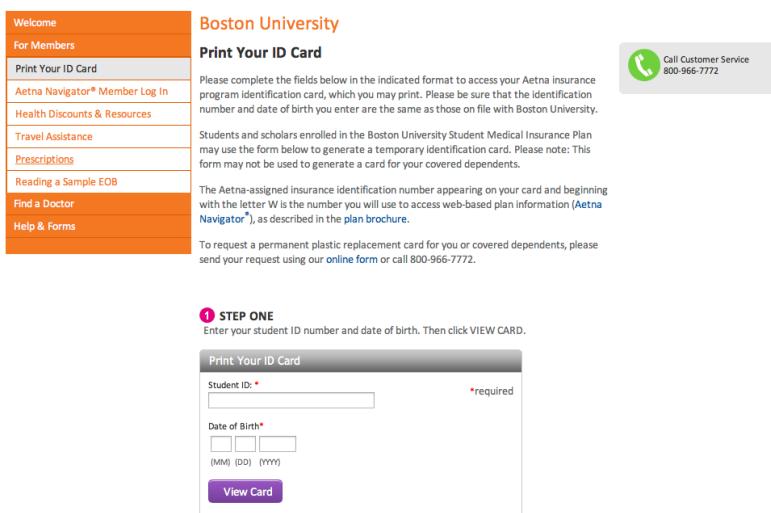 Welcome
For Members
Print Your ID Card
Aetna Navigator® Member Log In
Health Discounts & Resources
Travel Assistance
Prescriptions
Reading a Sample EOB
Find a Doctor
Help & Forms
Boston University
Print Your ID Card
Please complete the fields below in the indicated format to access your Aetna insurance
program identification card, which you may print. Please be sure that the identification
number and date of birth you enter are the same as those on file with Boston University.
Students and scholars enrolled in the Boston University Student Medical Insurance Plan
may use the form below to generate a temporary identification card. Please note: This
form may not be used to generate a card for your covered dependents.
The Aetna-assigned insurance identification number appearing on your card and beginning
with the letter W is the number you will use to access web-based plan information (Aetna
Navigator®), as described in the plan brochure.
To request a permanent plastic replacement card for you or covered dependents, please
send your request using our online form or call 800-966-7772.
1 STEP ONE
Enter your student ID number and date of birth. Then click VIEW CARD.
Print Your ID Card
Student ID: *
*required
Date of Birth*
(MM) (DD) (YYYY)
View Card
Call Customer Service
800-966-7772